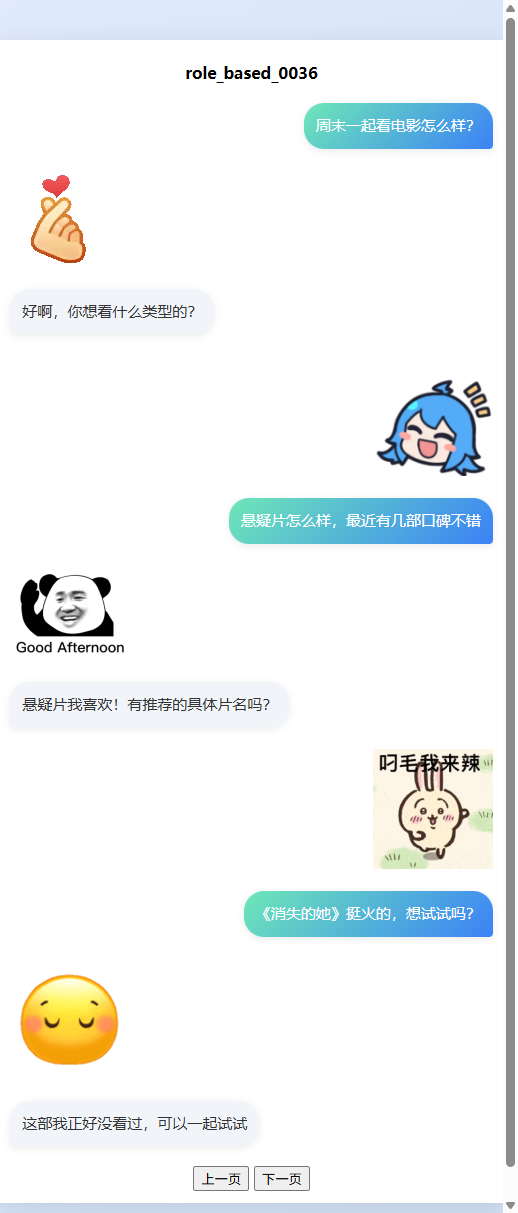 role_based_0036
周末一起看电影怎么样？
好啊，你想看什么类型的？
悬疑片怎么样，最近有几部口碑不错
Good Afternoon
悬疑片我喜欢！有推荐的具体片名吗？
叼毛我来辣
《消失的她》挺火的，想试试吗？
这部我正好没看过，可以一起试试
上一页 下一页